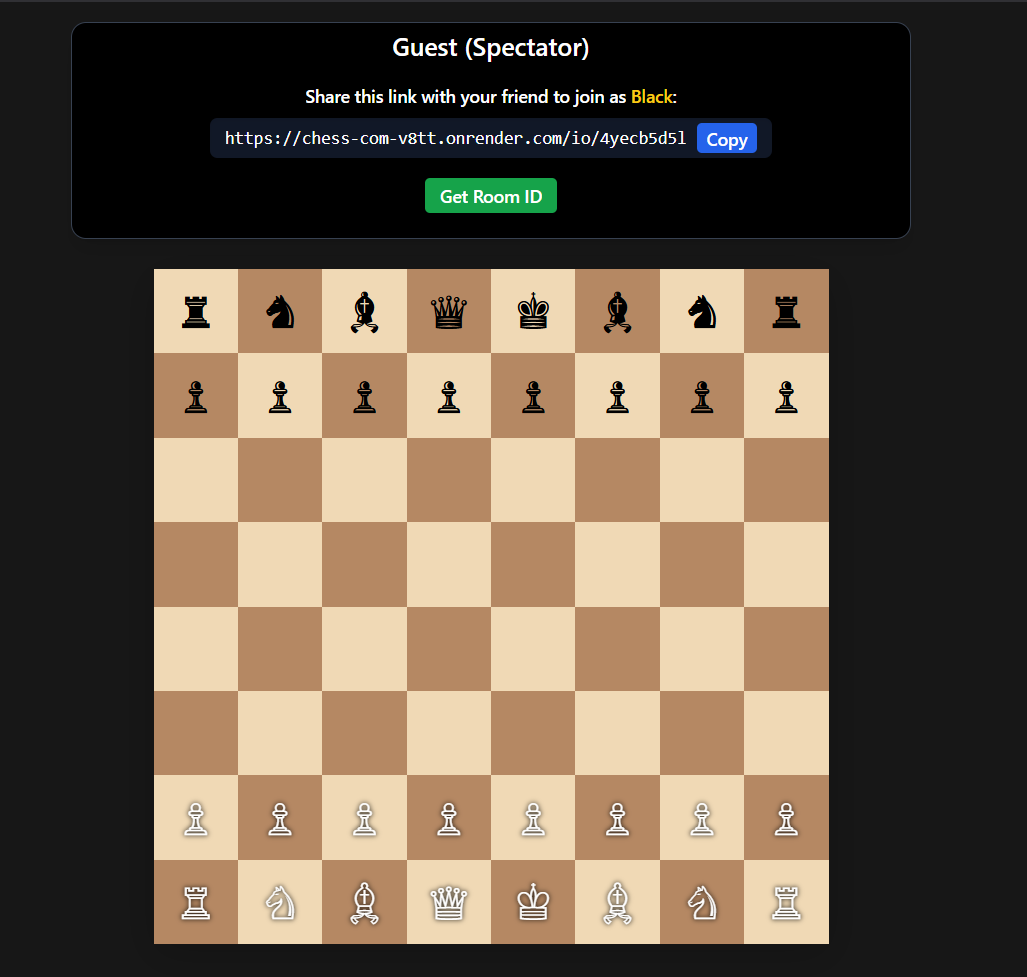 Guest (Spectator)
Share this link with your friend to join as Black:
https://chess-com-v8tt.onrender.com/io/4yecb5d5l Copy
Get Room ID